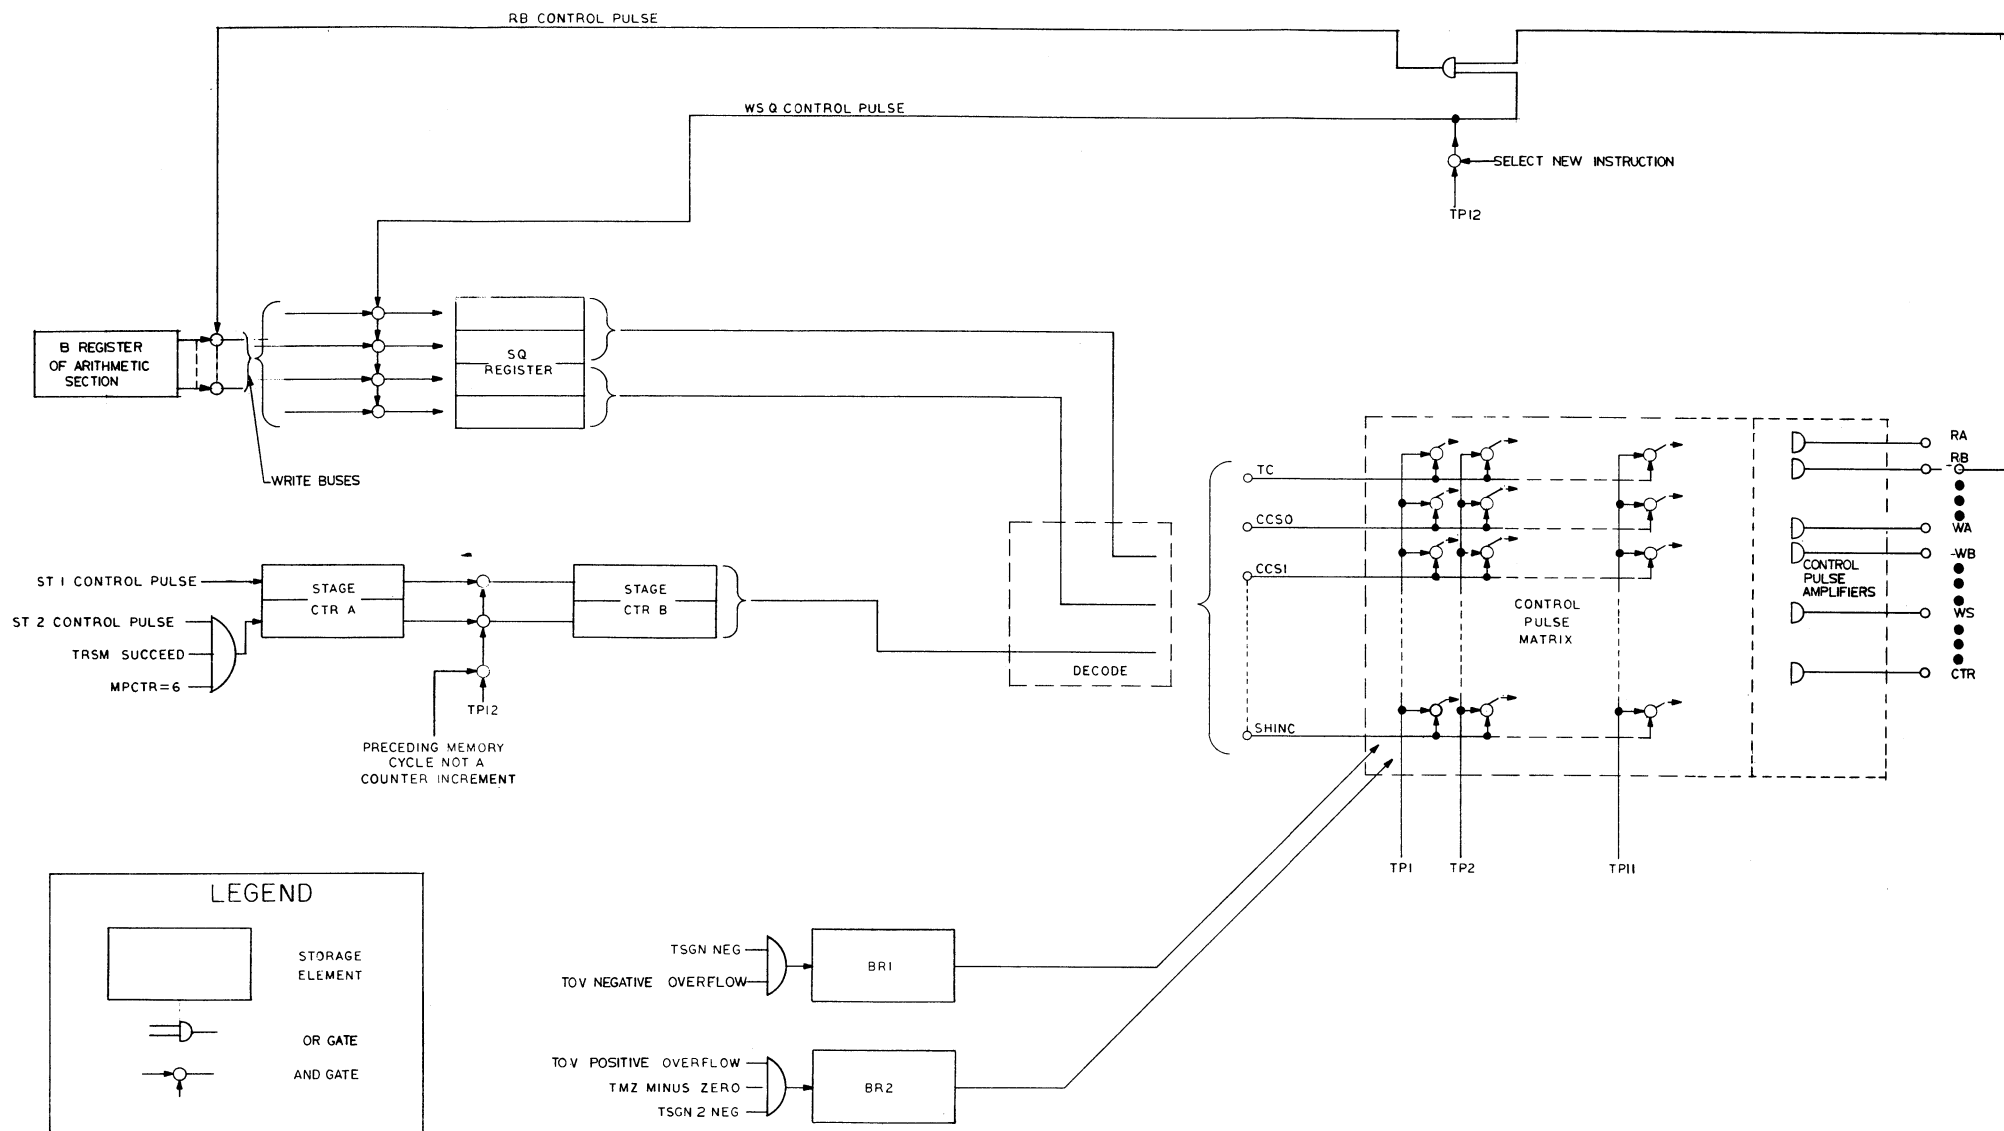 RB CONTROL PULSE
WSQ CONTROL PULSE
SELECT NEW INSTRUCTION
TP12
B REGISTER
OF ARITHMETIC
SECTION
SQ
REGISTER
WRITE BUSES
ST 1 CONTROL PULSE
ST 2 CONTROL PULSE
TRSM SUCCEED
MPCTR=6
STAGE
CTR A
STAGE
CTR B
TP12
PRECEDING MEMORY
CYCLE NOT A
COUNTER INCREMENT
DECODE
TC
CCS0
CCS1
SHINC
CONTROL
PULSE
MATRIX
TP1
TP2
TP11
CONTROL
PULSE
AMPLIFIERS
RA
RB
WA
WB
WS
CTR
LEGEND
STORAGE
ELEMENT
OR GATE
AND GATE
TSGN NEG
TOV NEGATIVE OVERFLOW
BR1
TOV POSITIVE OVERFLOW
TMZ MINUS ZERO
TSGN 2 NEG
BR2